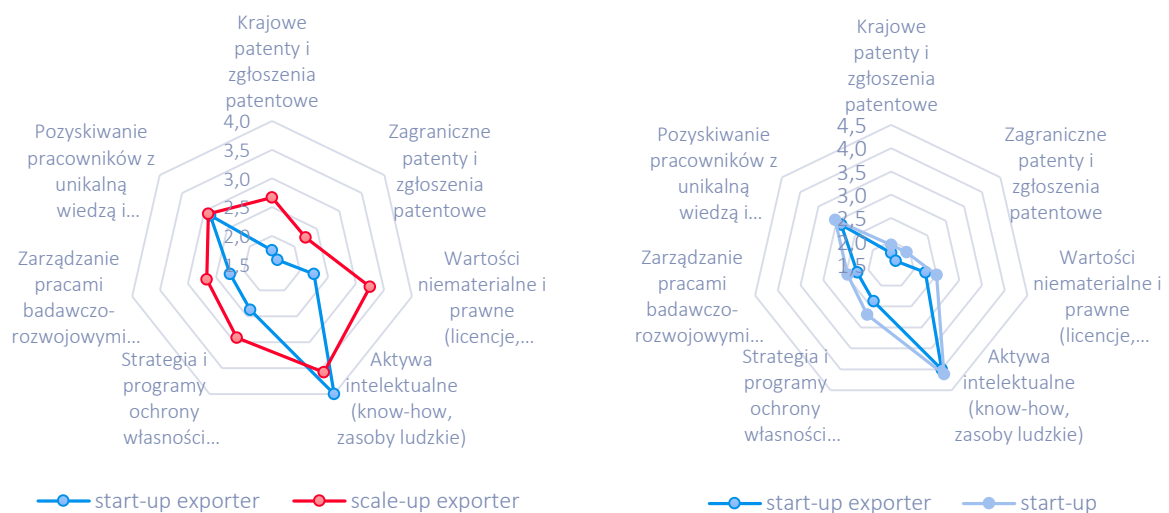 Krajowe
patenty i
zgłoszenia
patentowe
Zagraniczne
patenty i
zgłoszenia
patentowe
Wartości
niematerialne i
prawne
(licencje,...
Aktywa
intelektualne
(know-how,
zasoby ludzkie)
Strategia i
programy
ochrony
własności...
Zarządzanie
pracami
badawczo-
rozwojowymi...
Pozyskiwanie
pracowników z
unikalną
wiedzą i...
4,0
3,5
3,0
2,5
2,0
1,5
start-up exporter
scale-up exporter
Krajowe
patenty i
zgłoszenia
patentowe
Zagraniczne
patenty i
zgłoszenia
patentowe
Wartości
niematerialne i
prawne
(licencje,...
Aktywa
intelektualne
(know-how,
zasoby ludzkie)
Strategia i
programy
ochrony
własności...
Zarządzanie
pracami
badawczo-
rozwojowymi...
Pozyskiwanie
pracowników z
unikalną
wiedzą i...
4,5
4,0
3,5
3,0
2,5
2,0
1,5
start-up exporter
start-up